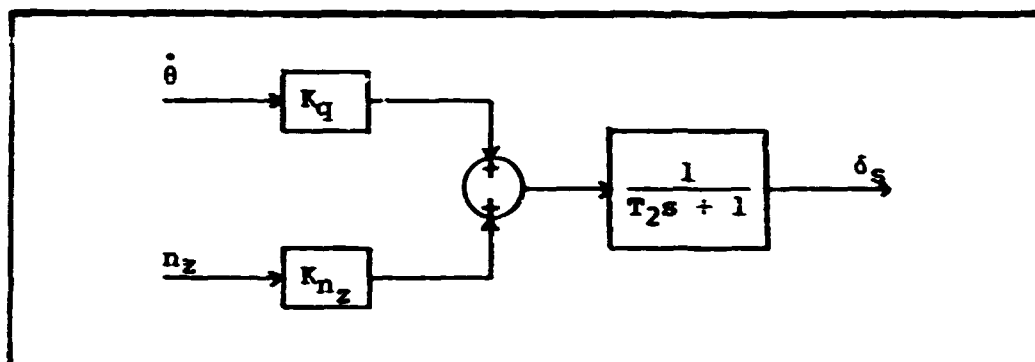 θ̇
K_q
+
+
1
T₂s + 1
δ_s
n_z
K_{n_z}